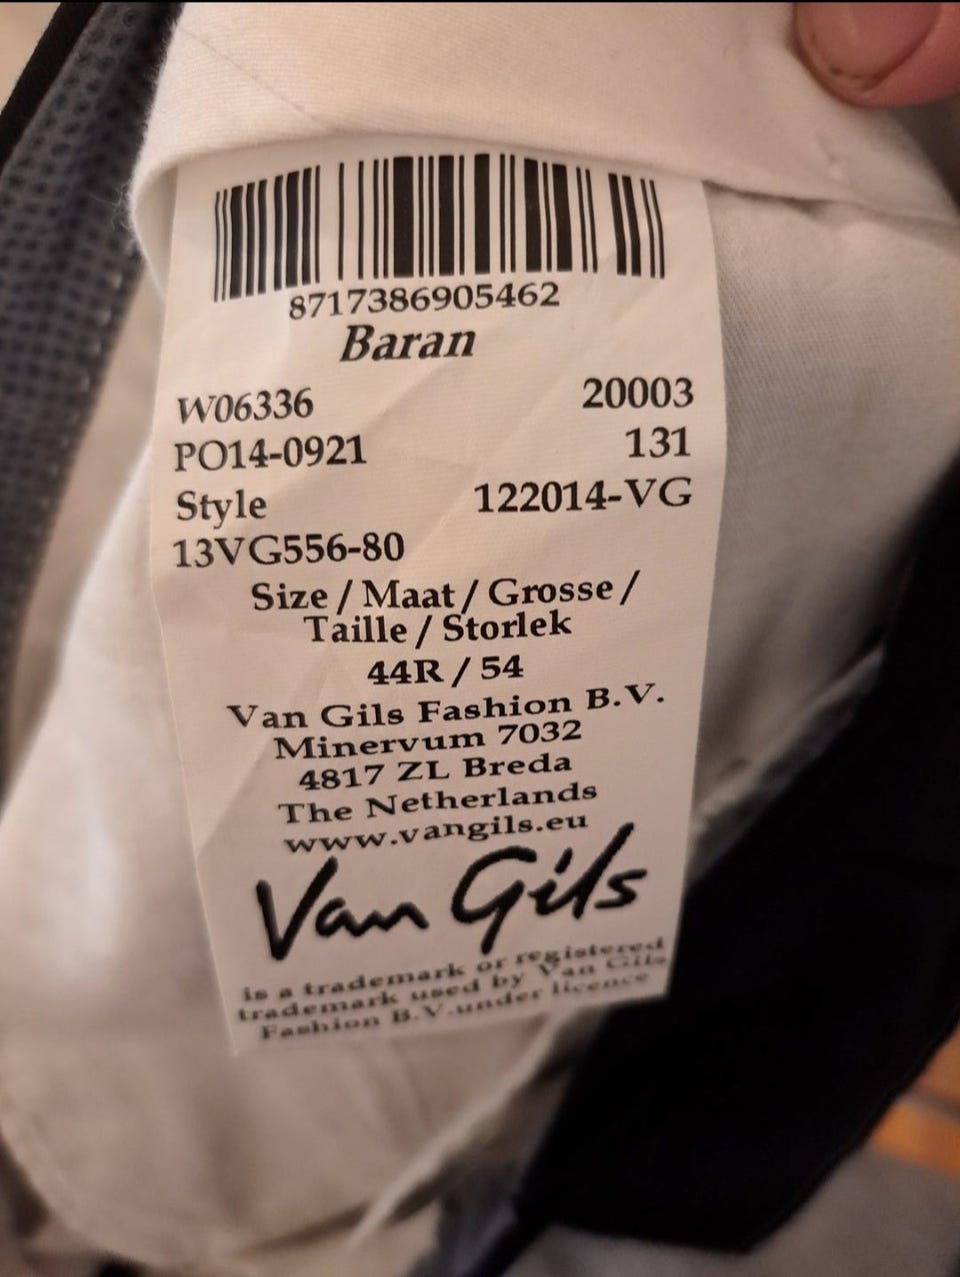 8717386905462
Baran
W06336 20003
PO14-0921 131
Style 122014-VG
13VG556-80
Size / Maat / Grosse /
Taille / Storlek
44R / 54
Van Gils Fashion B.V.
Minervum 7032
4817 ZL Breda
The Netherlands
www.vangils.eu
Van Gils
is a trademark or registered
trademark used by Van Gils
Fashion B.V.under licence